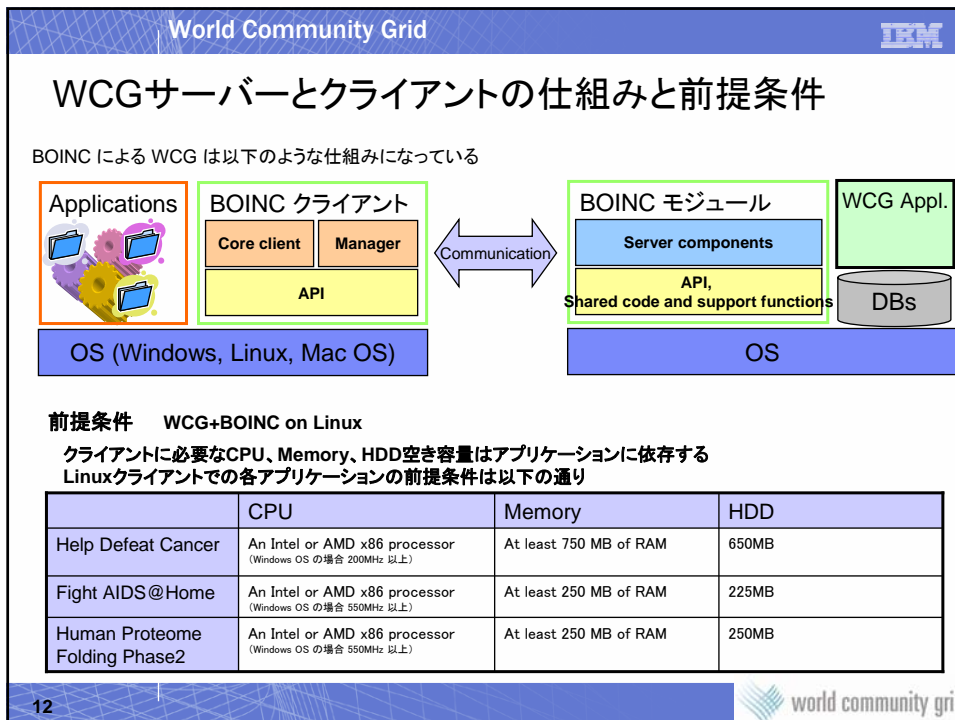 World Community Grid
IBM
WCGサーバーとクライアントの仕組みと前提条件
BOINC による WCG は以下のような仕組みになっている
Applications
BOINC クライアント
Core client
Manager
API
OS (Windows, Linux, Mac OS)
Communication
BOINC モジュール
Server components
API,
Shared code and support functions
WCG Appl.
DBs
OS
前提条件 WCG+BOINC on Linux
クライアントに必要なCPU、Memory、HDD空き容量はアプリケーションに依存する
Linuxクライアントでの各アプリケーションの前提条件は以下の通り
CPU Memory HDD
Help Defeat Cancer An Intel or AMD x86 processor At least 750 MB of RAM 650MB
(Windows OS の場合 200MHz 以上)
Fight AIDS@Home An Intel or AMD x86 processor At least 250 MB of RAM 225MB
(Windows OS の場合 550MHz 以上)
Human Proteome An Intel or AMD x86 processor At least 250 MB of RAM 250MB
Folding Phase2 (Windows OS の場合 550MHz 以上)
12
world community gri